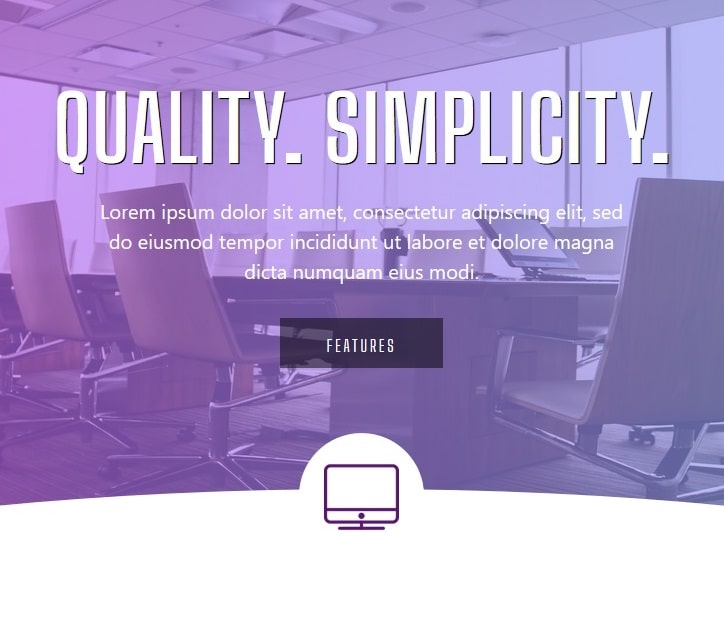 QUALITY. SIMPLICITY.
Lorem ipsum dolor sit amet, consectetur adipiscing elit, sed
do eiusmod tempor incididunt ut labore et dolore magna
dicta numquam eius modi.
FEATURES